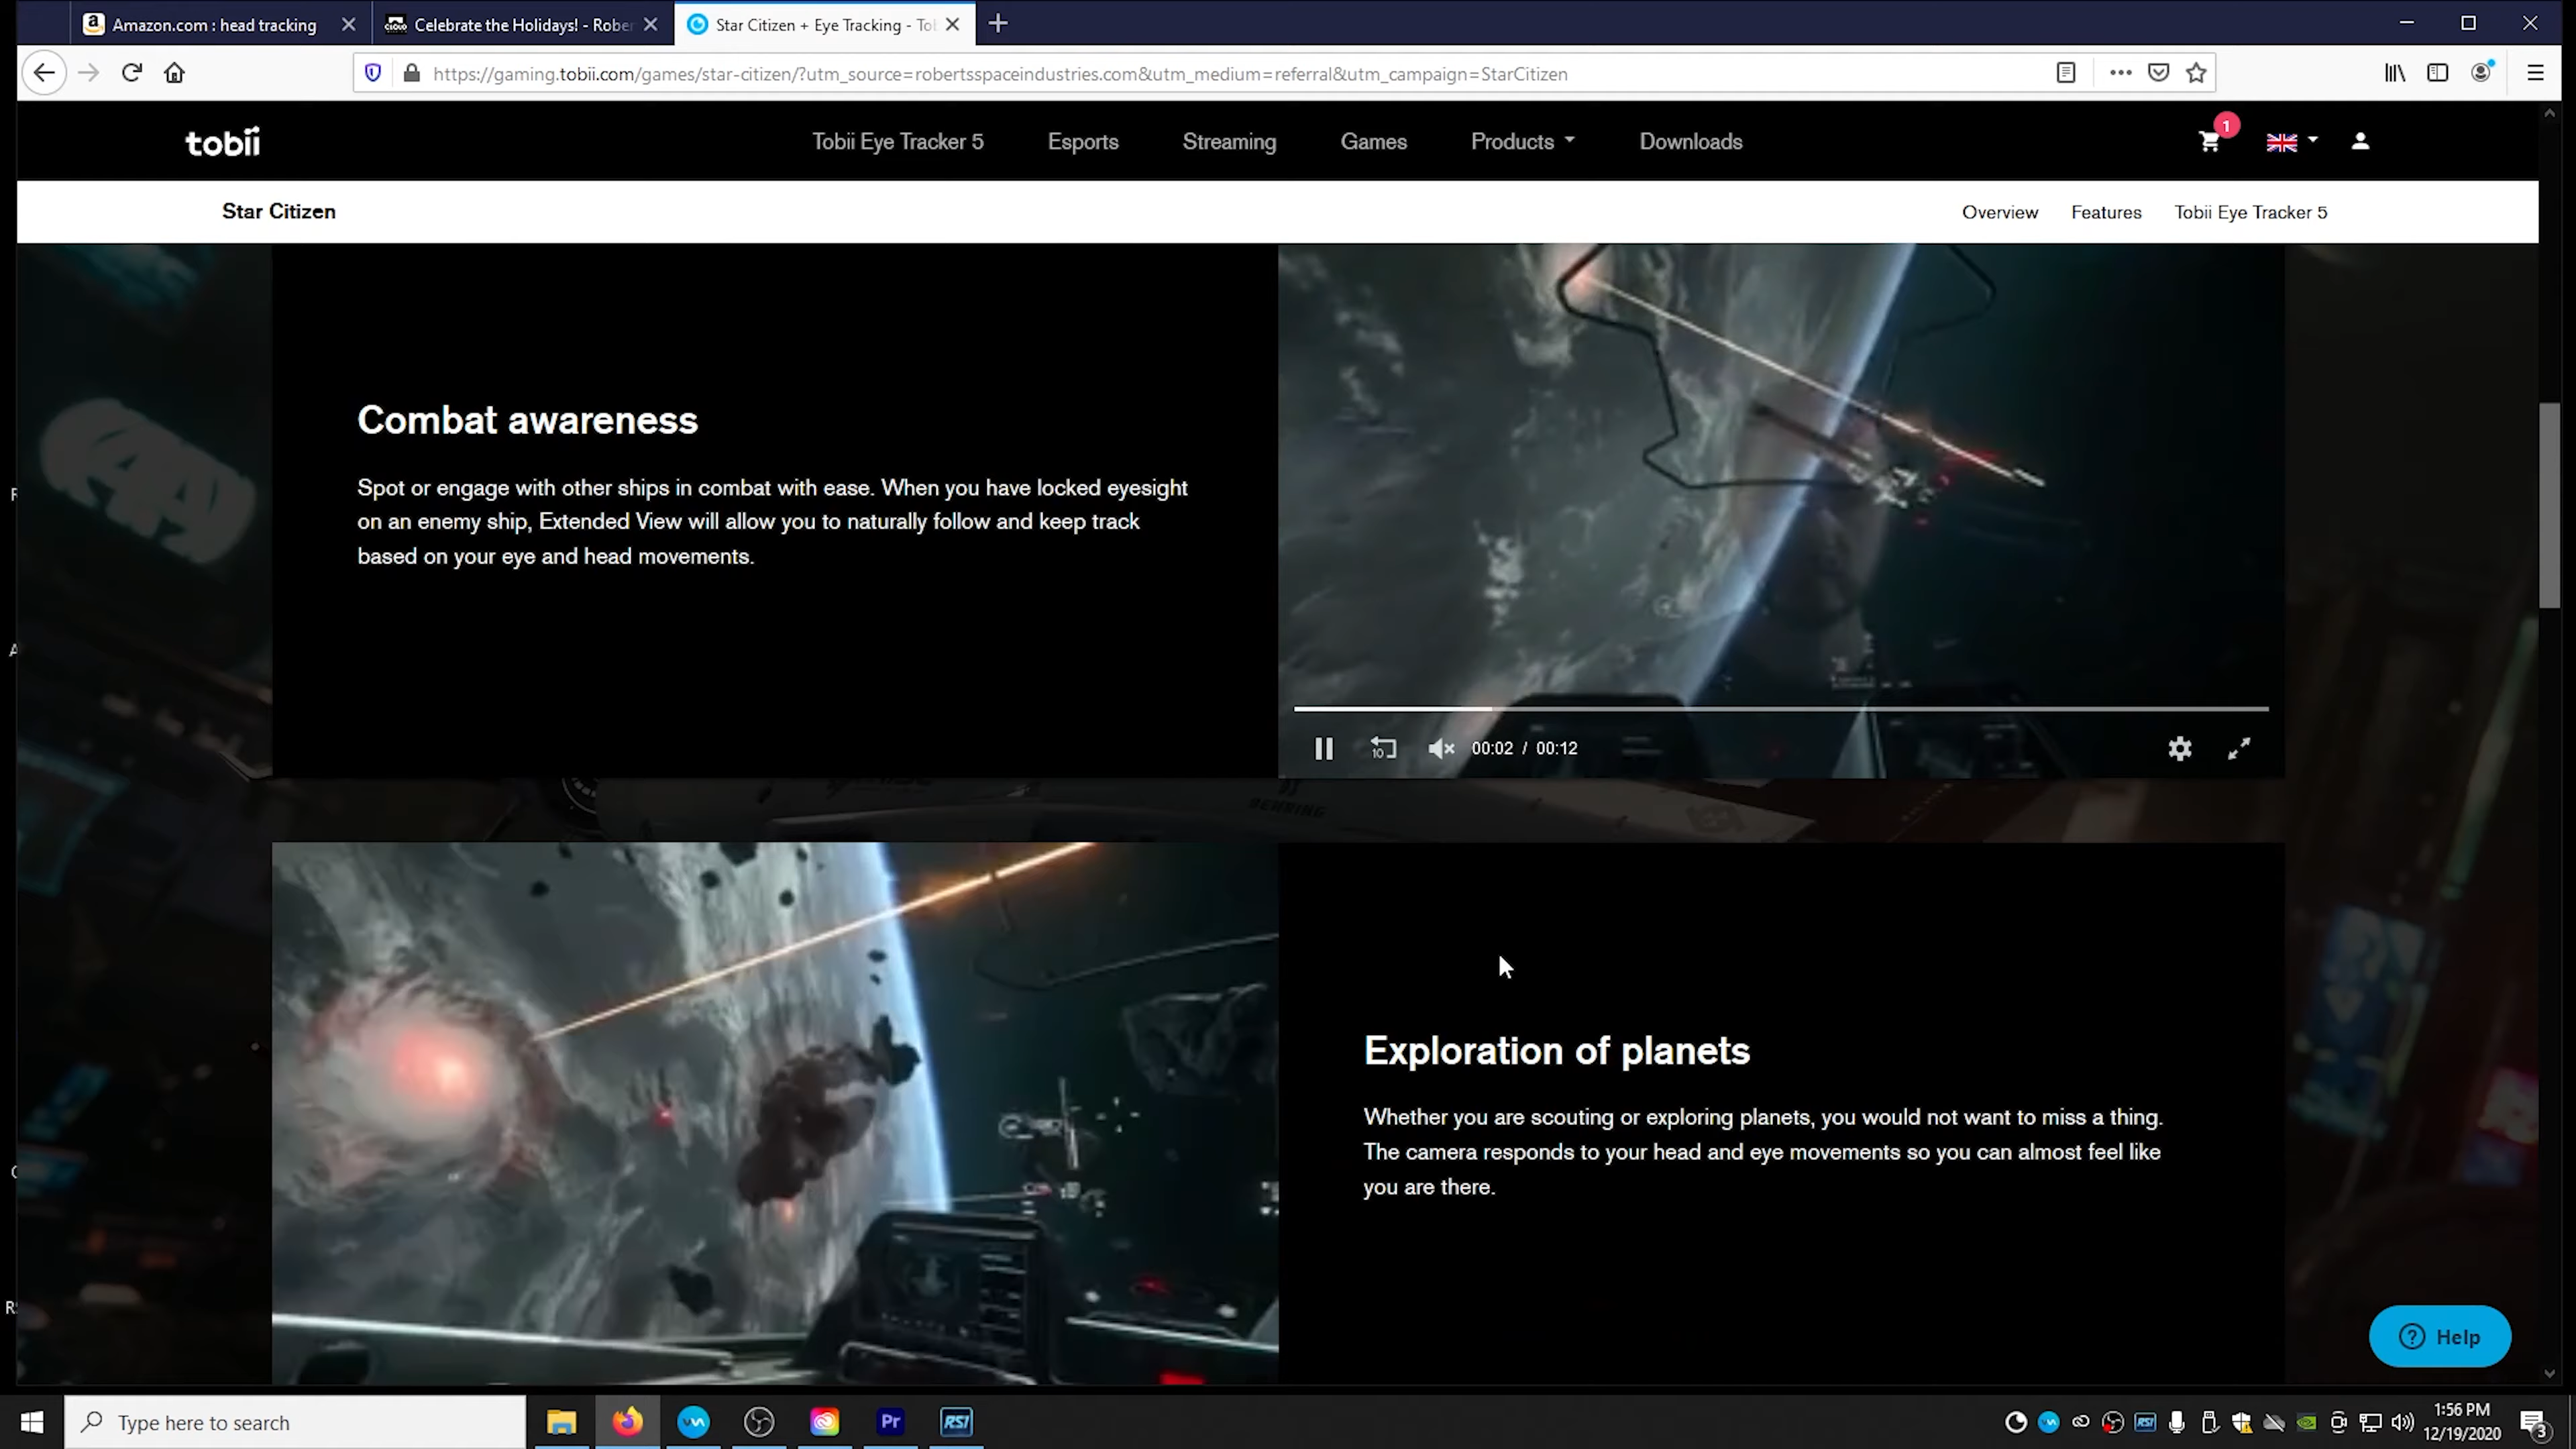 Amazon.com : head tracking
Celebrate the Holidays! - Rober
Star Citizen + Eye Tracking - Tob
https://gaming.tobii.com/games/star-citizen/?utm_source=robertsspaceindustries.com&utm_medium=referral&utm_campaign=StarCitizen
tobii
Tobii Eye Tracker 5 Esports Streaming Games Products Downloads
1
Star Citizen
Overview Features Tobii Eye Tracker 5
Combat awareness
Spot or engage with other ships in combat with ease. When you have locked eyesight
on an enemy ship, Extended View will allow you to naturally follow and keep track
based on your eye and head movements.
10
00:02 / 00:12
BEHRING
Exploration of planets
Whether you are scouting or exploring planets, you would not want to miss a thing.
The camera responds to your head and eye movements so you can almost feel like
you are there.
? Help
Type here to search
Pr
RSI
RSI
1:56 PM
12/19/2020
3